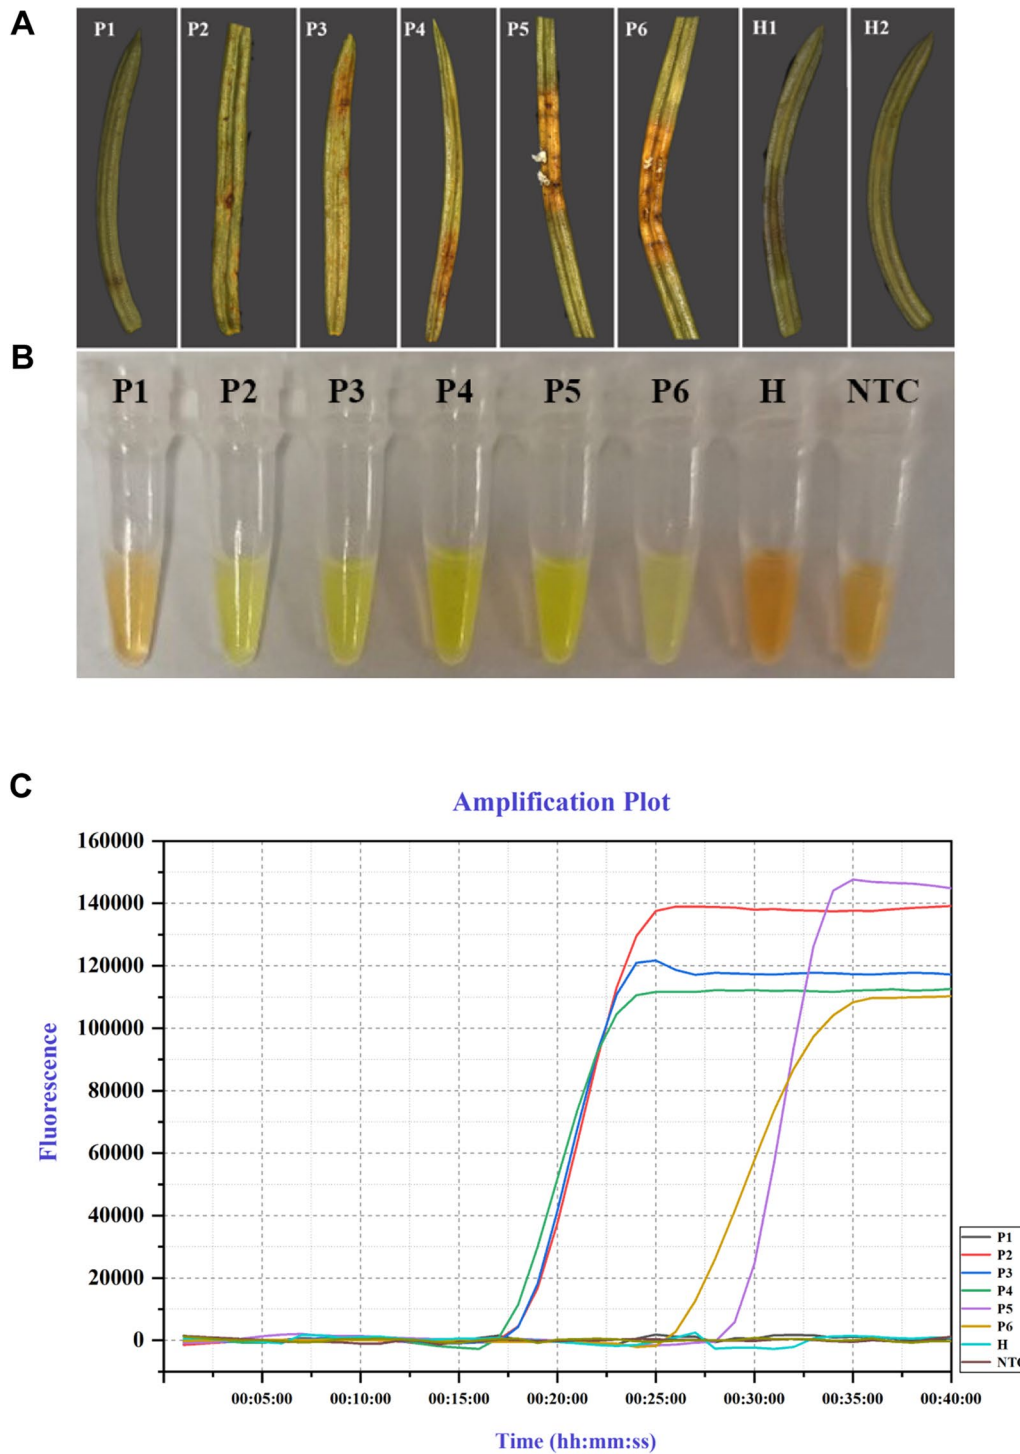 A
P1 P2 P3 P4 P5 P6 H1 H2
B
P1 P2 P3 P4 P5 P6 H NTC
C
Amplification Plot
160000
140000
120000
100000
80000
60000
40000
20000
0
Fluorescence
00:05:00 00:10:00 00:15:00 00:20:00 00:25:00 00:30:00 00:35:00 00:40:00
Time (hh:mm:ss)
P1
P2
P3
P4
P5
P6
H
NTC